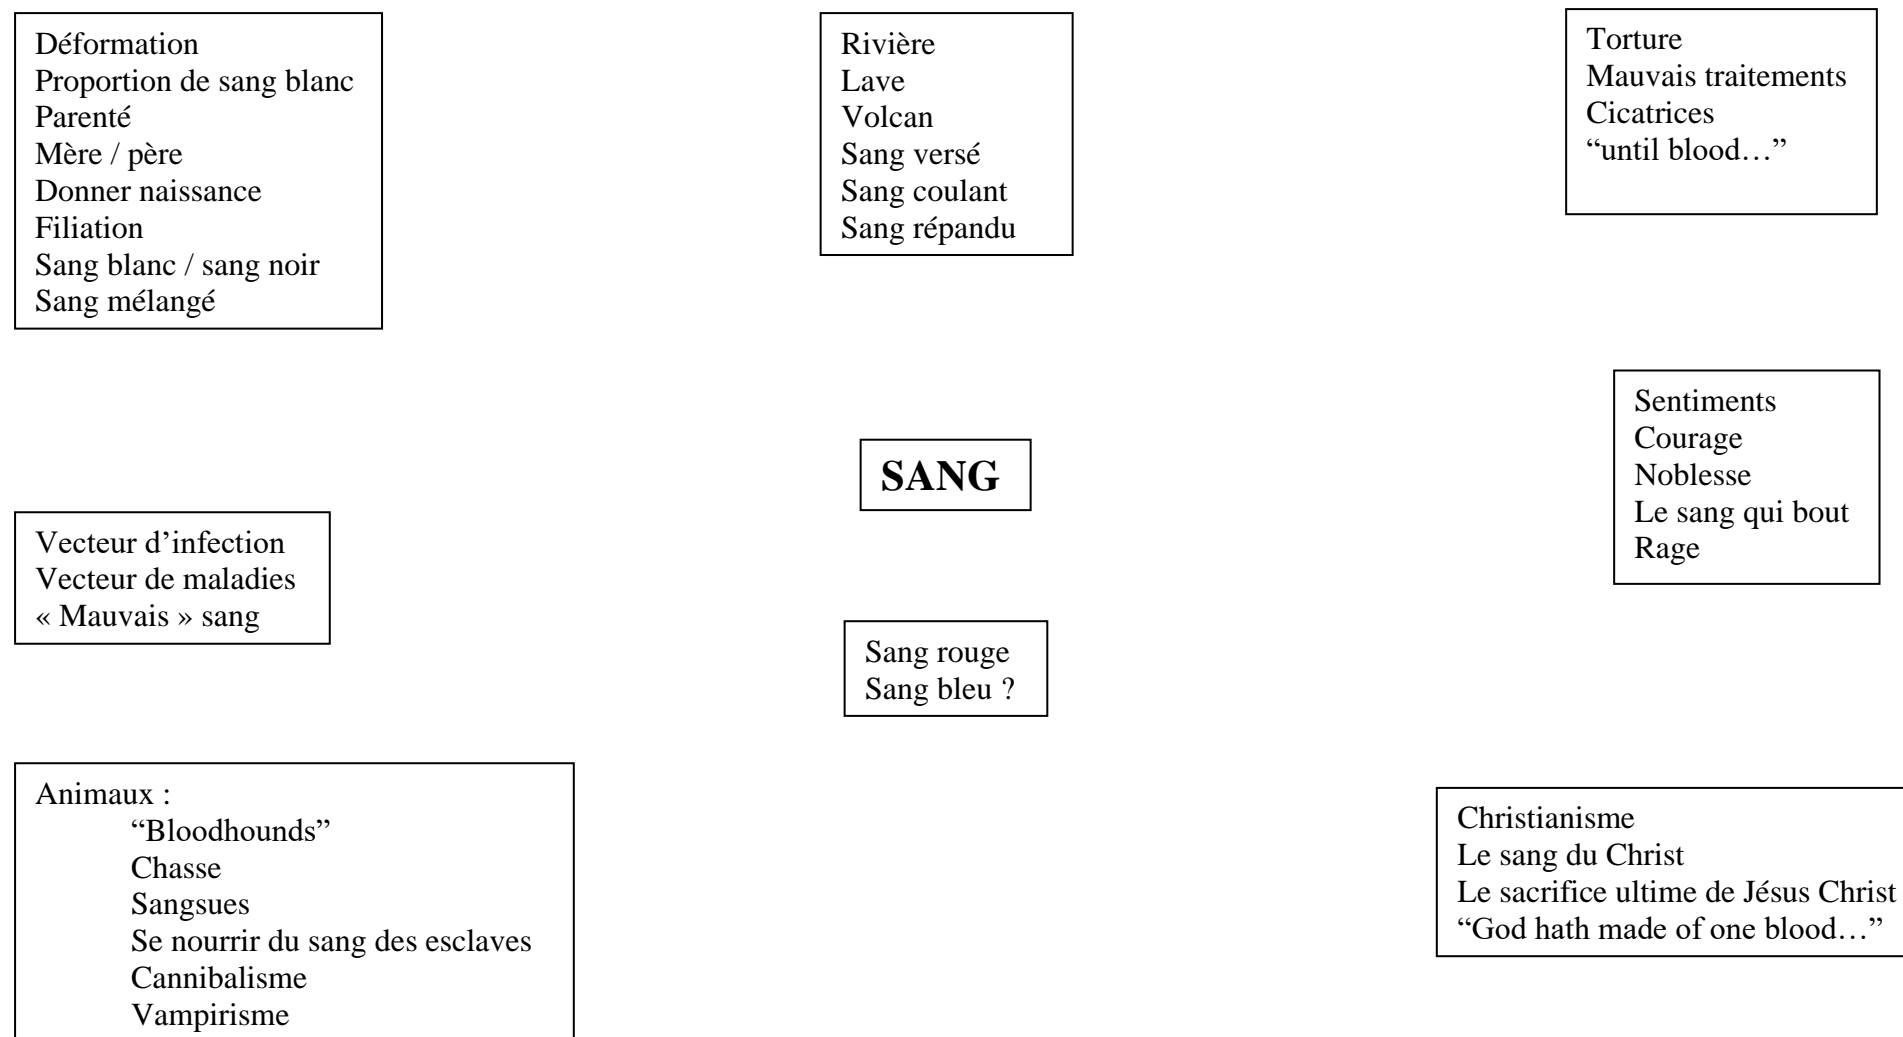 Déformation
Proportion de sang blanc
Parenté
Mère / père
Donner naissance
Filiation
Sang blanc / sang noir
Sang mélangé
Rivière
Lave
Volcan
Sang versé
Sang coulant
Sang répandu
Torture
Mauvais traitements
Cicatrices
“until blood…”
Sentiments
Courage
Noblesse
Le sang qui bout
Rage
SANG
Vecteur d’infection
Vecteur de maladies
« Mauvais » sang
Sang rouge
Sang bleu ?
Animaux :
“Bloodhounds”
Chasse
Sangsues
Se nourrir du sang des esclaves
Cannibalisme
Vampirisme
Christianisme
Le sang du Christ
Le sacrifice ultime de Jésus Christ
“God hath made of one blood…”